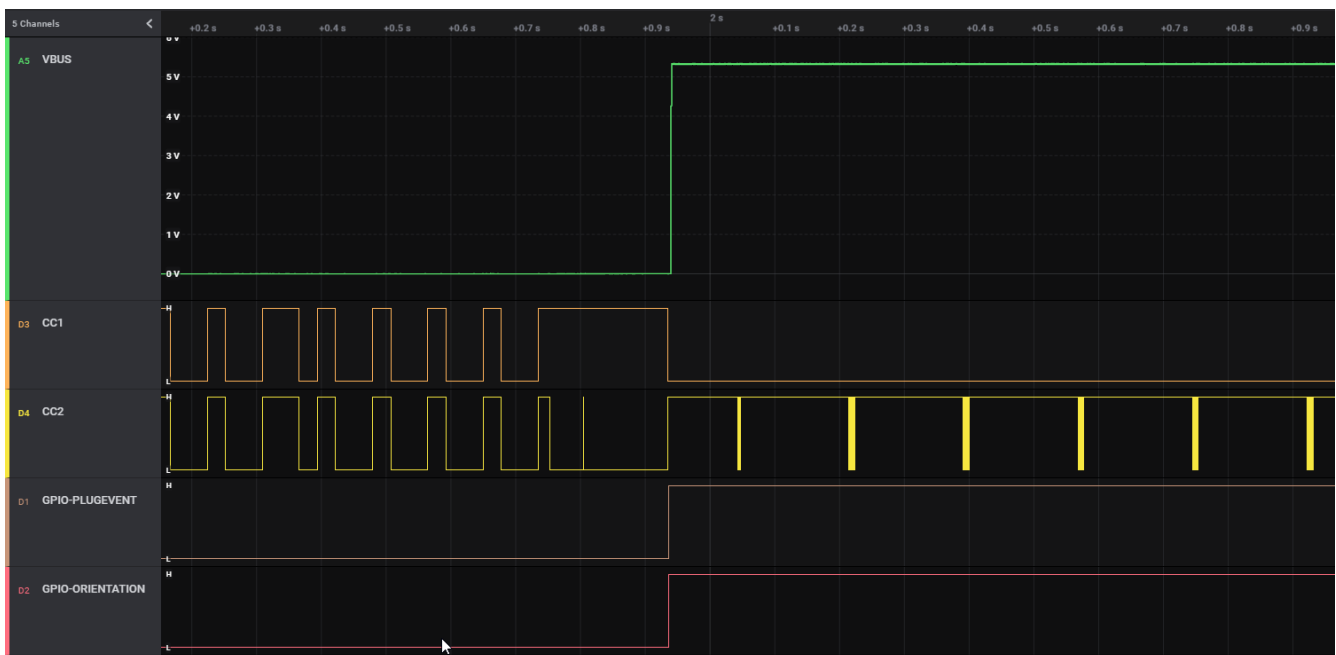 5 Channels
2 s
+0.2 s +0.3 s +0.4 s +0.5 s +0.6 s +0.7 s +0.8 s +0.9 s +0.1 s +0.2 s +0.3 s +0.4 s +0.5 s +0.6 s +0.7 s +0.8 s +0.9 s
A5 VBUS
6 V
5 V
4 V
3 V
2 V
1 V
0 V
D3 CC1
H
L
D4 CC2
H
L
D1 GPIO-PLUGEVENT
H
L
D2 GPIO-ORIENTATION
H
L